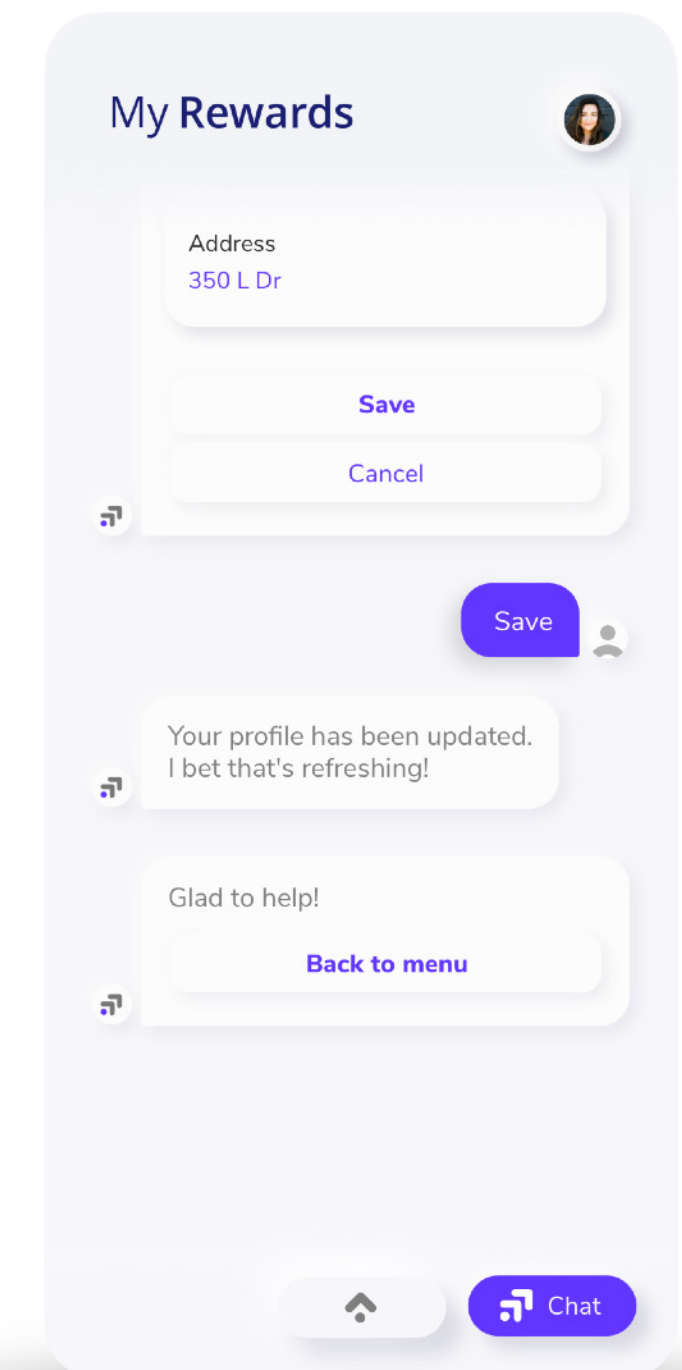 My Rewards
Address
350 L Dr
Save
Cancel
Save
Your profile has been updated.
I bet that's refreshing!
Glad to help!
Back to menu
Chat